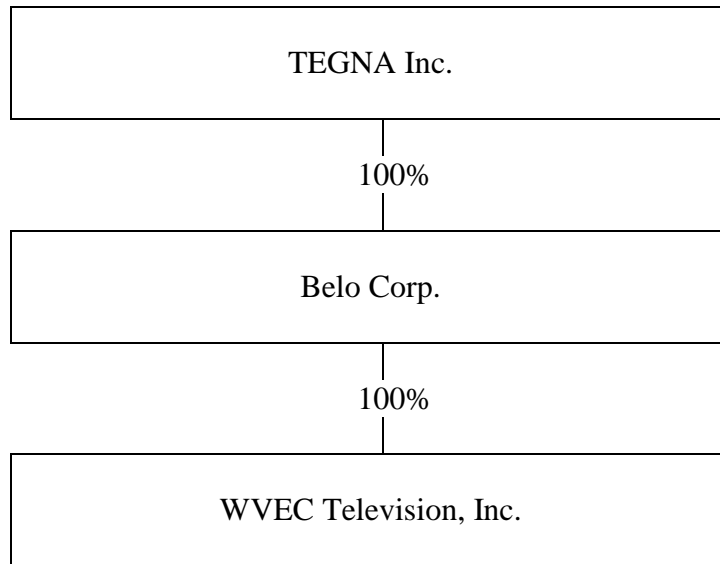 TEGNA Inc.
100%
Belo Corp.
100%
WVEC Television, Inc.